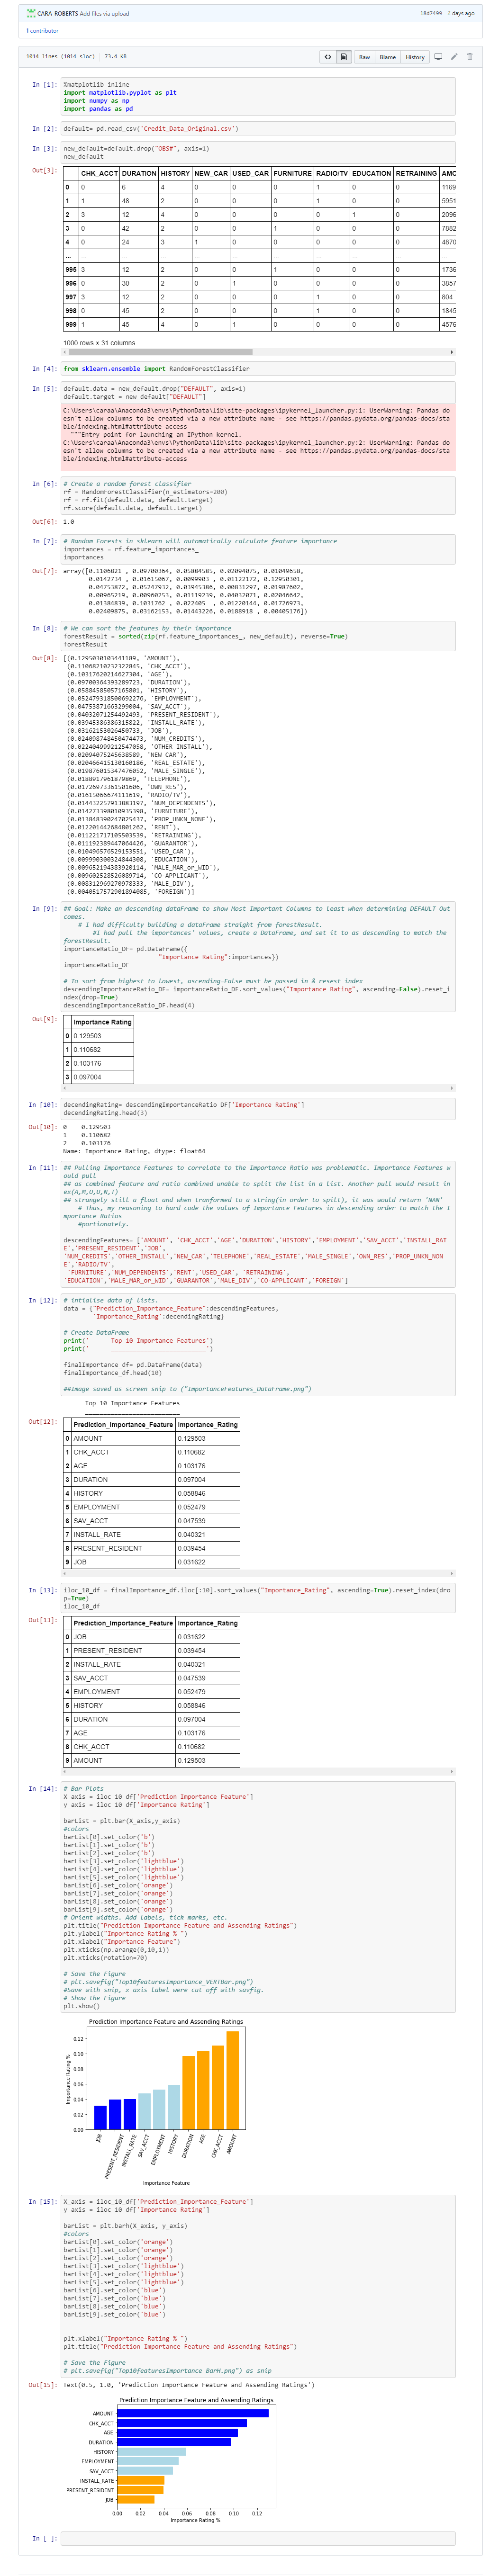 CARA-ROBERTS Add files via upload
18d7499 2 days ago
1 contributor
1014 lines (1014 sloc) 73.4 KB
Raw Blame History
In [1]: %matplotlib inline
import matplotlib.pyplot as plt
import numpy as np
import pandas as pd
In [2]: default= pd.read_csv('Credit_Data_Original.csv')
In [3]: new_default=default.drop("OBS#", axis=1)
new_default
Out[3]: CHK_ACCT DURATION HISTORY NEW_CAR USED_CAR FURNITURE RADIO/TV EDUCATION RETRAINING AMC
0 0 6 4 0 0 0 1 0 0 1169
1 1 48 2 0 0 0 1 0 0 5951
2 3 12 4 0 0 0 0 1 0 2096
3 0 42 2 0 0 1 0 0 0 7882
4 0 24 3 1 0 0 0 0 0 4870
... ... ... ... ... ... ... ... ... ... ...
995 3 12 2 0 0 1 0 0 0 1736
996 0 30 2 0 1 0 0 0 0 3857
997 3 12 2 0 0 0 1 0 0 804
998 0 45 2 0 0 0 1 0 0 1845
999 1 45 4 0 1 0 0 0 0 4576
1000 rows × 31 columns
In [4]: from sklearn.ensemble import RandomForestClassifier
In [5]: default.data = new_default.drop("DEFAULT", axis=1)
default.target = new_default["DEFAULT"]
C:\Users\caraa\Anaconda3\envs\PythonData\lib\site-packages\ipykernel_launcher.py:1: UserWarning: Pandas do
esn't allow columns to be created via a new attribute name - see https://pandas.pydata.org/pandas-docs/sta
ble/indexing.html#attribute-access
"""Entry point for launching an IPython kernel.
C:\Users\caraa\Anaconda3\envs\PythonData\lib\site-packages\ipykernel_launcher.py:2: UserWarning: Pandas do
esn't allow columns to be created via a new attribute name - see https://pandas.pydata.org/pandas-docs/sta
ble/indexing.html#attribute-access
In [6]: # Create a random forest classifier
rf = RandomForestClassifier(n_estimators=200)
rf = rf.fit(default.data, default.target)
rf.score(default.data, default.target)
Out[6]: 1.0
In [7]: # Random Forests in sklearn will automatically calculate feature importance
importances = rf.feature_importances_
importances
Out[7]: array([0.1106821 , 0.09700364, 0.05884585, 0.02094075, 0.01049658,
0.0142734 , 0.01615067, 0.0099903 , 0.01122172, 0.12950301,
0.04753872, 0.05247932, 0.03945386, 0.00831297, 0.01987602,
0.00965219, 0.00960253, 0.01119239, 0.04032071, 0.02046642,
0.01384839, 0.1031762 , 0.022405 , 0.01220144, 0.01726973,
0.02409875, 0.03162153, 0.01443226, 0.0188918 , 0.00405176])
In [8]: # We can sort the features by their importance
forestResult = sorted(zip(rf.feature_importances_, new_default), reverse=True)
forestResult
Out[8]: [(0.1295030103441189, 'AMOUNT'),
(0.11068210232322845, 'CHK_ACCT'),
(0.10317620214627304, 'AGE'),
(0.09700364393289723, 'DURATION'),
(0.05884585057165801, 'HISTORY'),
(0.052479318500692276, 'EMPLOYMENT'),
(0.04753871663299004, 'SAV_ACCT'),
(0.04032071254492493, 'PRESENT_RESIDENT'),
(0.03945386386315822, 'INSTALL_RATE'),
(0.03162153026450733, 'JOB'),
(0.024098748450474473, 'NUM_CREDITS'),
(0.022404999212547058, 'OTHER_INSTALL'),
(0.02094075245638589, 'NEW_CAR'),
(0.020466415130160186, 'REAL_ESTATE'),
(0.019876015347476052, 'MALE_SINGLE'),
(0.0188917961879869, 'TELEPHONE'),
(0.01726973361501606, 'OWN_RES'),
(0.01615066674111619, 'RADIO/TV'),
(0.014432257913883197, 'NUM_DEPENDENTS'),
(0.014273398010935398, 'FURNITURE'),
(0.013848390247025437, 'PROP_UNKN_NONE'),
(0.012201442684801262, 'RENT'),
(0.01122171710550353​9, 'RETRAINING'),
(0.011192389447066426, 'GUARANTOR'),
(0.010496576529153551, 'USED_CAR'),
(0.009990300324844308, 'EDUCATION'),
(0.009652194383920114, 'MALE_MAR_or_WID'),
(0.009602528526089714, 'CO-APPLICANT'),
(0.008312969270978333, 'MALE_DIV'),
(0.0040517572901894085, 'FOREIGN')]
In [9]: ## Goal: Make an descending dataFrame to show Most Important Columns to least when determining DEFAULT Out
comes.
# I had difficulty building a dataFrame straight from forestResult.
#I had pull the importances' values, create a DataFrame, and set it to as descending to match the
forestResult.
importanceRatio_DF= pd.DataFrame({
"Importance Rating":importances})
importanceRatio_DF
# To sort from highest to lowest, ascending=False must be passed in & resest index
descendingImportanceRatio_DF= importanceRatio_DF.sort_values("Importance Rating", ascending=False).reset_i
ndex(drop=True)
descendingImportanceRatio_DF.head(4)
Out[9]: Importance Rating
0 0.129503
1 0.110682
2 0.103176
3 0.097004
In [10]: decendingRating= descendingImportanceRatio_DF['Importance Rating']
decendingRating.head(3)
Out[10]: 0 0.129503
1 0.110682
2 0.103176
Name: Importance Rating, dtype: float64
In [11]: ## Pulling Importance Features to correlate to the Importance Ratio was problematic. Importance Features w
ould pull
## as combined feature and ratio combined unable to split the list in a list. Another pull would result in
ex(A,M,O,U,N,T)
## strangely still a float and when tranformed to a string(in order to split), it was would return 'NAN'
# Thus, my reasoning to hard code the values of Importance Features in descending order to match the I
mportance Ratios
#portionately.
descendingFeatures= ['AMOUNT', 'CHK_ACCT','AGE','DURATION','HISTORY','EMPLOYMENT','SAV_ACCT','INSTALL_RAT
E','PRESENT_RESIDENT','JOB',
'NUM_CREDITS','OTHER_INSTALL','NEW_CAR','TELEPHONE','REAL_ESTATE','MALE_SINGLE','OWN_RES','PROP_UNKN_NON
E','RADIO/TV',
'FURNITURE','NUM_DEPENDENTS','RENT','USED_CAR', 'RETRAINING',
'EDUCATION','MALE_MAR_or_WID','GUARANTOR','MALE_DIV','CO-APPLICANT','FOREIGN']
In [12]: # intialise data of lists.
data = {"Prediction_Importance_Feature":descendingFeatures,
'Importance_Rating':decendingRating}
# Create DataFrame
print(' Top 10 Importance Features')
print(' __________________________')
finalImportance_df= pd.DataFrame(data)
finalImportance_df.head(10)
##Image saved as screen snip to ("ImportanceFeatures_DataFrame.png")
Top 10 Importance Features
__________________________
Out[12]: Prediction_Importance_Feature Importance_Rating
0 AMOUNT 0.129503
1 CHK_ACCT 0.110682
2 AGE 0.103176
3 DURATION 0.097004
4 HISTORY 0.058846
5 EMPLOYMENT 0.052479
6 SAV_ACCT 0.047539
7 INSTALL_RATE 0.040321
8 PRESENT_RESIDENT 0.039454
9 JOB 0.031622
In [13]: iloc_10_df = finalImportance_df.iloc[:10].sort_values("Importance_Rating", ascending=True).reset_index(dro
p=True)
iloc_10_df
Out[13]: Prediction_Importance_Feature Importance_Rating
0 JOB 0.031622
1 PRESENT_RESIDENT 0.039454
2 INSTALL_RATE 0.040321
3 SAV_ACCT 0.047539
4 EMPLOYMENT 0.052479
5 HISTORY 0.058846
6 DURATION 0.097004
7 AGE 0.103176
8 CHK_ACCT 0.110682
9 AMOUNT 0.129503
In [14]: # Bar Plots
X_axis = iloc_10_df['Prediction_Importance_Feature']
y_axis = iloc_10_df['Importance_Rating']
barList = plt.bar(X_axis,y_axis)
#colors
barList[0].set_color('b')
barList[1].set_color('b')
barList[2].set_color('b')
barList[3].set_color('lightblue')
barList[4].set_color('lightblue')
barList[5].set_color('lightblue')
barList[6].set_color('orange')
barList[7].set_color('orange')
barList[8].set_color('orange')
barList[9].set_color('orange')
# Orient widths. Add labels, tick marks, etc.
plt.title("Prediction Importance Feature and Assending Ratings")
plt.ylabel("Importance Rating % ")
plt.xlabel("Importance Feature")
plt.xticks(np.arange(0,10,1))
plt.xticks(rotation=70)
# Save the Figure
# plt.savefig("Top10featuresImportance_VERTBar.png")
#Save with snip, x axis label were cut off with savfig.
# Show the Figure
plt.show()
Prediction Importance Feature and Assending Ratings
Importance Rating %
0.12
0.10
0.08
0.06
0.04
0.02
0.00
JOB PRESENT_RESIDENT INSTALL_RATE SAV_ACCT EMPLOYMENT HISTORY DURATION AGE CHK_ACCT AMOUNT
Importance Feature
In [15]: X_axis = iloc_10_df['Prediction_Importance_Feature']
y_axis = iloc_10_df['Importance_Rating']
barList = plt.barh(X_axis, y_axis)
#colors
barList[0].set_color('orange')
barList[1].set_color('orange')
barList[2].set_color('orange')
barList[3].set_color('lightblue')
barList[4].set_color('lightblue')
barList[5].set_color('lightblue')
barList[6].set_color('blue')
barList[7].set_color('blue')
barList[8].set_color('blue')
barList[9].set_color('blue')
plt.xlabel("Importance Rating % ")
plt.title("Prediction Importance Feature and Assending Ratings")
# Save the Figure
# plt.savefig("Top10featuresImportance_BarH.png") as snip
Out[15]: Text(0.5, 1.0, 'Prediction Importance Feature and Assending Ratings')
Prediction Importance Feature and Assending Ratings
AMOUNT
CHK_ACCT
AGE
DURATION
HISTORY
EMPLOYMENT
SAV_ACCT
INSTALL_RATE
PRESENT_RESIDENT
JOB
0.00 0.02 0.04 0.06 0.08 0.10 0.12
Importance Rating %
In [ ]: